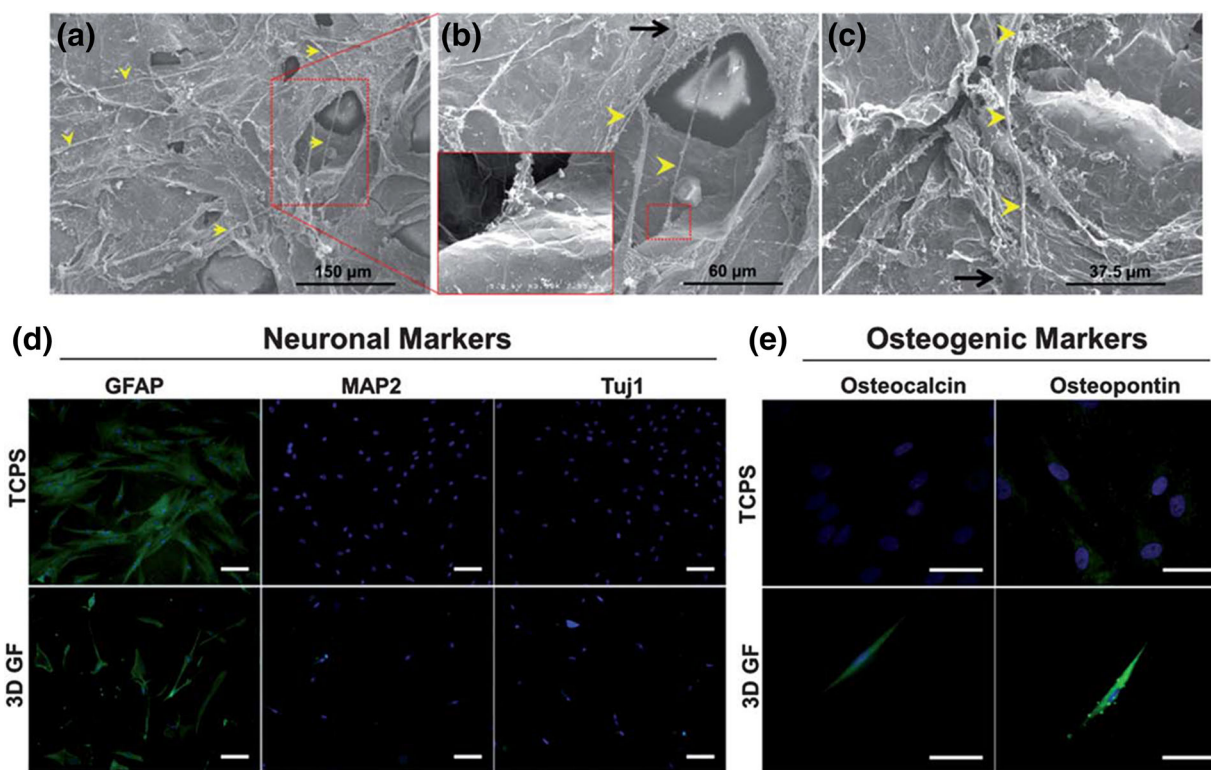 (a)
(b)
(c)
150 µm
60 µm
37.5 µm
(d)
Neuronal Markers
GFAP
MAP2
Tuj1
TCPS
3D GF
(e)
Osteogenic Markers
Osteocalcin
Osteopontin
TCPS
3D GF